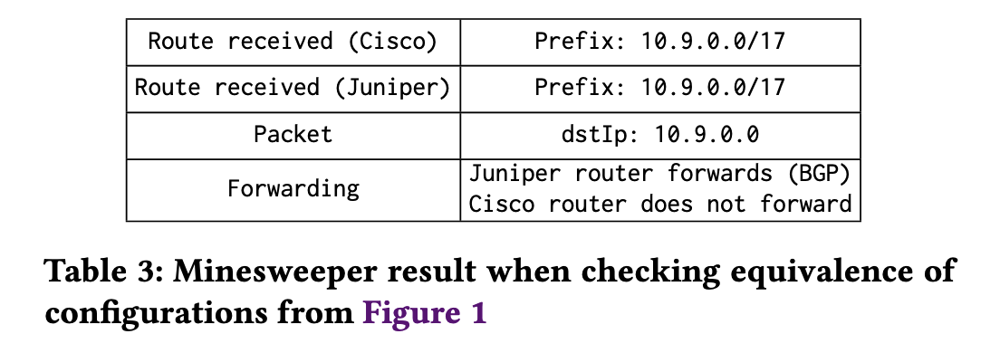 Route received (Cisco) Prefix: 10.9.0.0/17
Route received (Juniper) Prefix: 10.9.0.0/17
Packet dstIp: 10.9.0.0
Forwarding Juniper router forwards (BGP)
Cisco router does not forward
Table 3: Minesweeper result when checking equivalence of
configurations from Figure 1